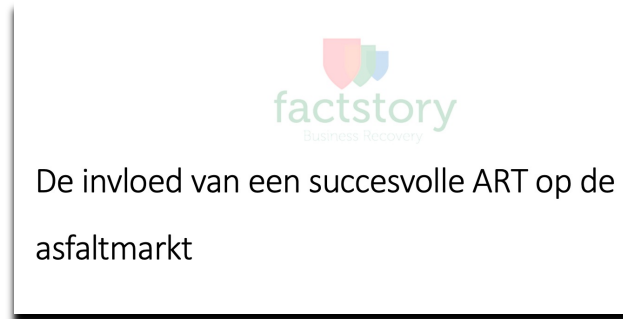 factstory
Business Recovery
De invloed van een succesvolle ART op de
asfaltmarkt